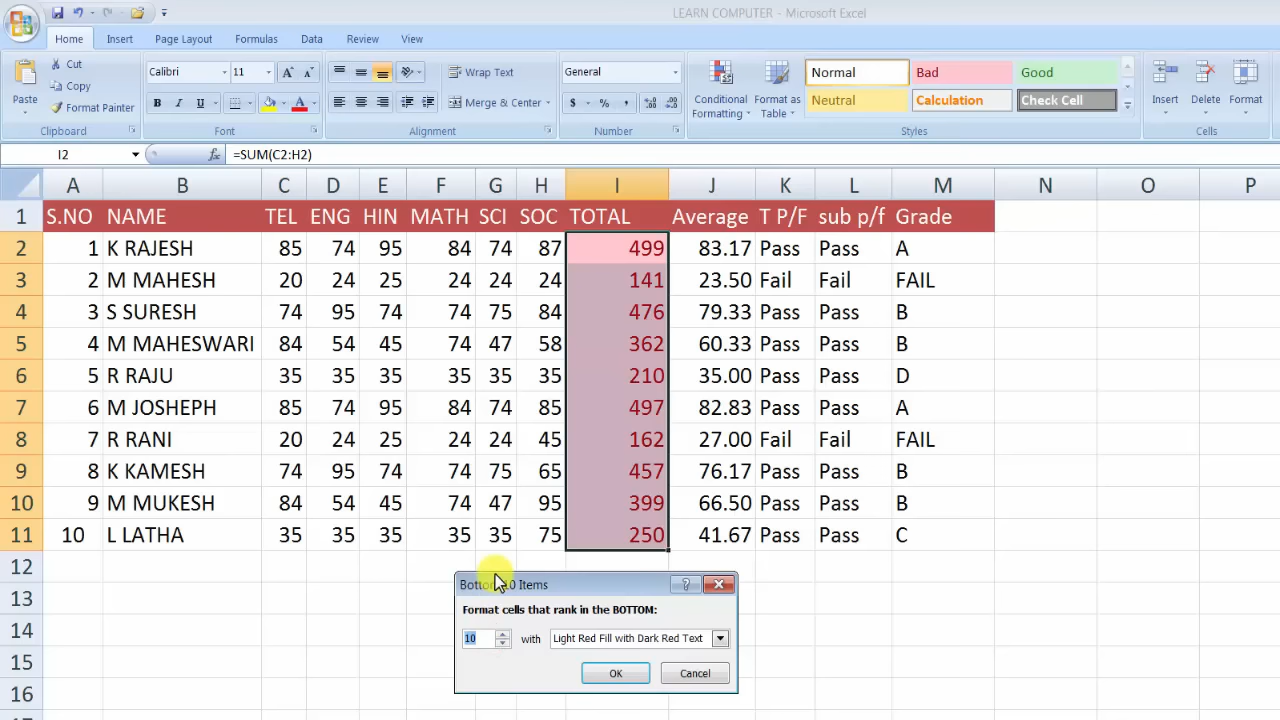 LEARN COMPUTER - Microsoft Excel
Home Insert Page Layout Formulas Data Review View
Paste Cut Copy Format Painter
Calibri 11
B I U A
Wrap Text
Merge & Center
General
$ % ,
Conditional Formatting Format as Table
Normal Bad Good
Neutral Calculation Check Cell
Insert Delete Format
Clipboard Font Alignment Number Styles Cells
I2 fx =SUM(C2:H2)
A B C D E F G H I J K L M N O P
1 S.NO NAME TEL ENG HIN MATH SCI SOC TOTAL Average T P/F sub p/f Grade
2 1 K RAJESH 85 74 95 84 74 87 499 83.17 Pass Pass A
3 2 M MAHESH 20 24 25 24 24 24 141 23.50 Fail Fail FAIL
4 3 S SURESH 74 95 74 74 75 84 476 79.33 Pass Pass B
5 4 M MAHESWARI 84 54 45 74 47 58 362 60.33 Pass Pass B
6 5 R RAJU 35 35 35 35 35 35 210 35.00 Pass Pass D
7 6 M JOSHEPH 85 74 95 84 74 85 497 82.83 Pass Pass A
8 7 R RANI 20 24 25 24 24 45 162 27.00 Fail Fail FAIL
9 8 K KAMESH 74 95 74 74 75 65 457 76.17 Pass Pass B
10 9 M MUKESH 84 54 45 74 47 95 399 66.50 Pass Pass B
11 10 L LATHA 35 35 35 35 35 75 250 41.67 Pass Pass C
12
13
14
15
16
Bottom 10 Items
Format cells that rank in the BOTTOM:
10 with Light Red Fill with Dark Red Text
OK Cancel